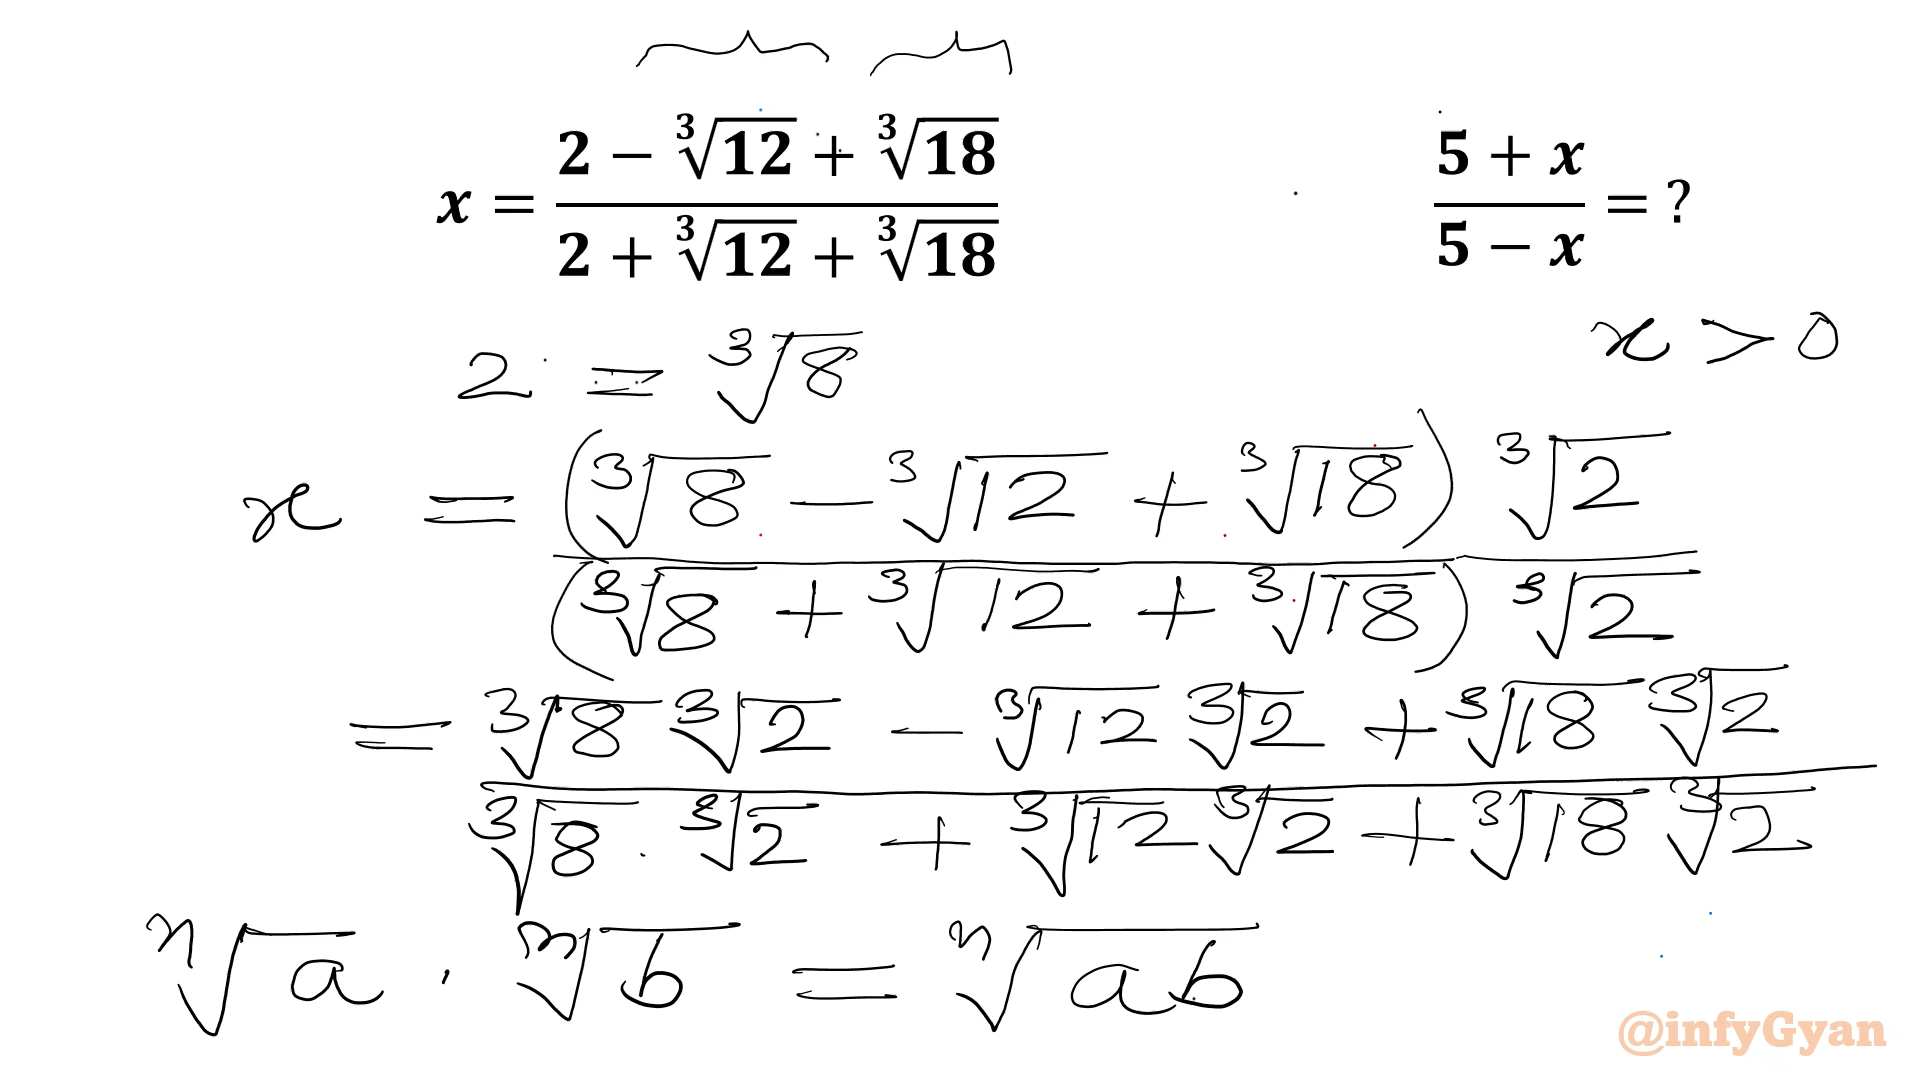 x = (2 − ∛12 + ∛18) / (2 + ∛12 + ∛18)
(5 + x) / (5 − x) = ?
x > 0
2 = ∛8
x = (∛8 − ∛12 + ∛18) ∛2 / (∛8 + ∛12 + ∛18) ∛2
= (∛8 ∛2 − ∛12 ∛2 + ∛18 ∛2) / (∛8 · ∛2 + ∛12 ∛2 + ∛18 ∛2)
ⁿ√a · ⁿ√b = ⁿ√ab
@infyGyan